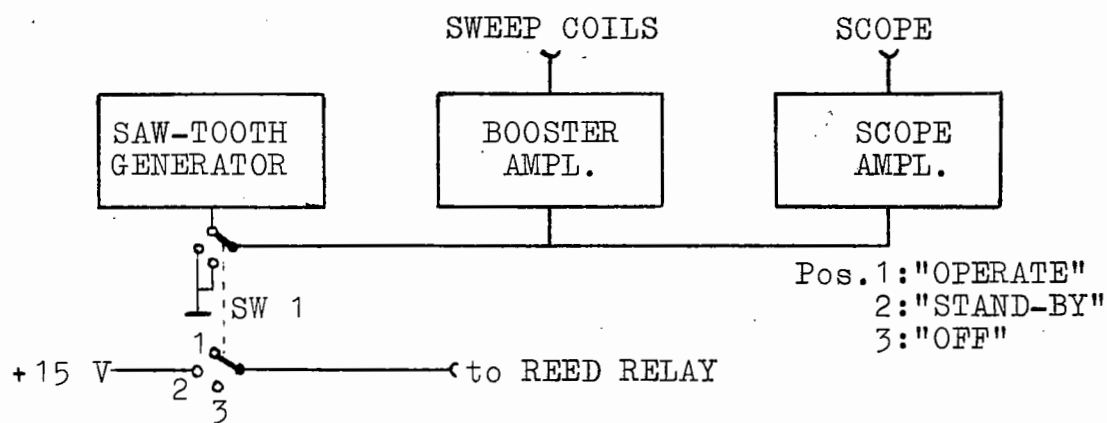 SWEEP COILS
SCOPE
SAW-TOOTH
GENERATOR
BOOSTER
AMPL.
SCOPE
AMPL.
SW 1
Pos.1:"OPERATE"
2:"STAND-BY"
3:"OFF"
+15 V
1
2
3
to REED RELAY